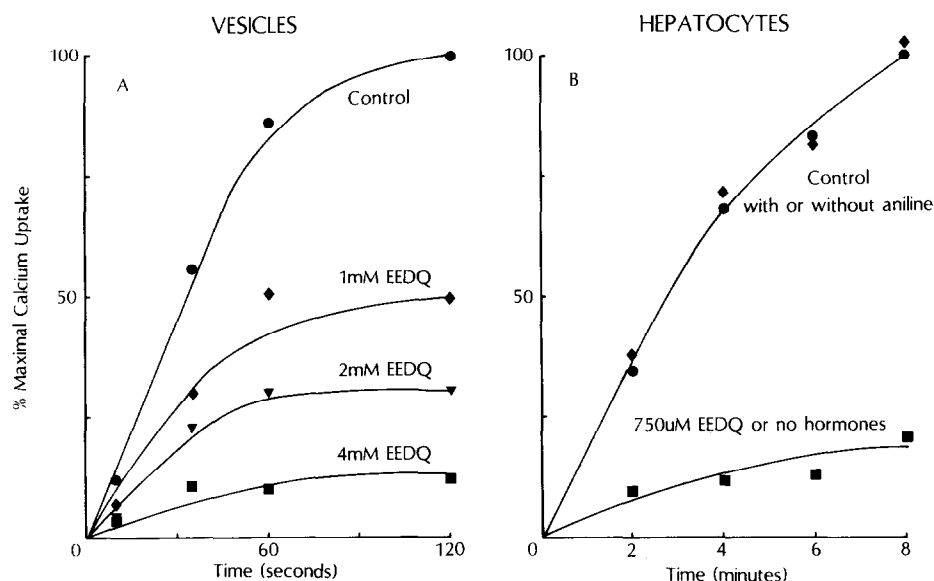 VESICLES
HEPATOCYTES
% Maximal Calcium Uptake
100
50
0
A
Control
1mM EEDQ
2mM EEDQ
4mM EEDQ
60
120
Time (seconds)
100
50
0
B
Control
with or without aniline
750uM EEDQ or no hormones
2
4
6
8
Time (minutes)